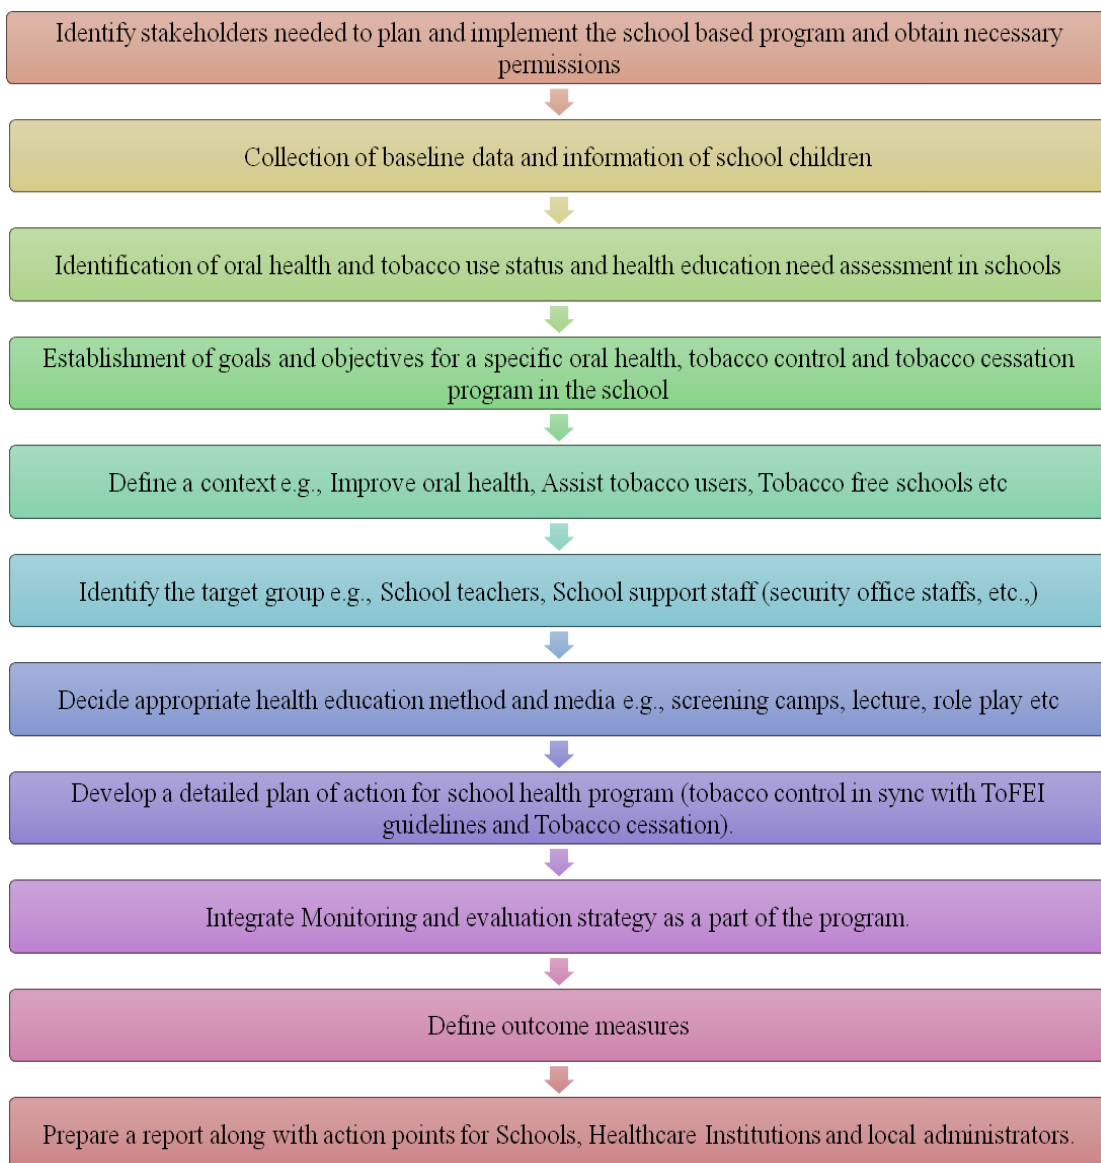 Identify stakeholders needed to plan and implement the school based program and obtain necessary
permissions
Collection of baseline data and information of school children
Identification of oral health and tobacco use status and health education need assessment in schools
Establishment of goals and objectives for a specific oral health, tobacco control and tobacco cessation
program in the school
Define a context e.g., Improve oral health, Assist tobacco users, Tobacco free schools etc
Identify the target group e.g., School teachers, School support staff (security office staffs, etc.,)
Decide appropriate health education method and media e.g., screening camps, lecture, role play etc
Develop a detailed plan of action for school health program (tobacco control in sync with ToFEI
guidelines and Tobacco cessation).
Integrate Monitoring and evaluation strategy as a part of the program.
Define outcome measures
Prepare a report along with action points for Schools, Healthcare Institutions and local administrators.